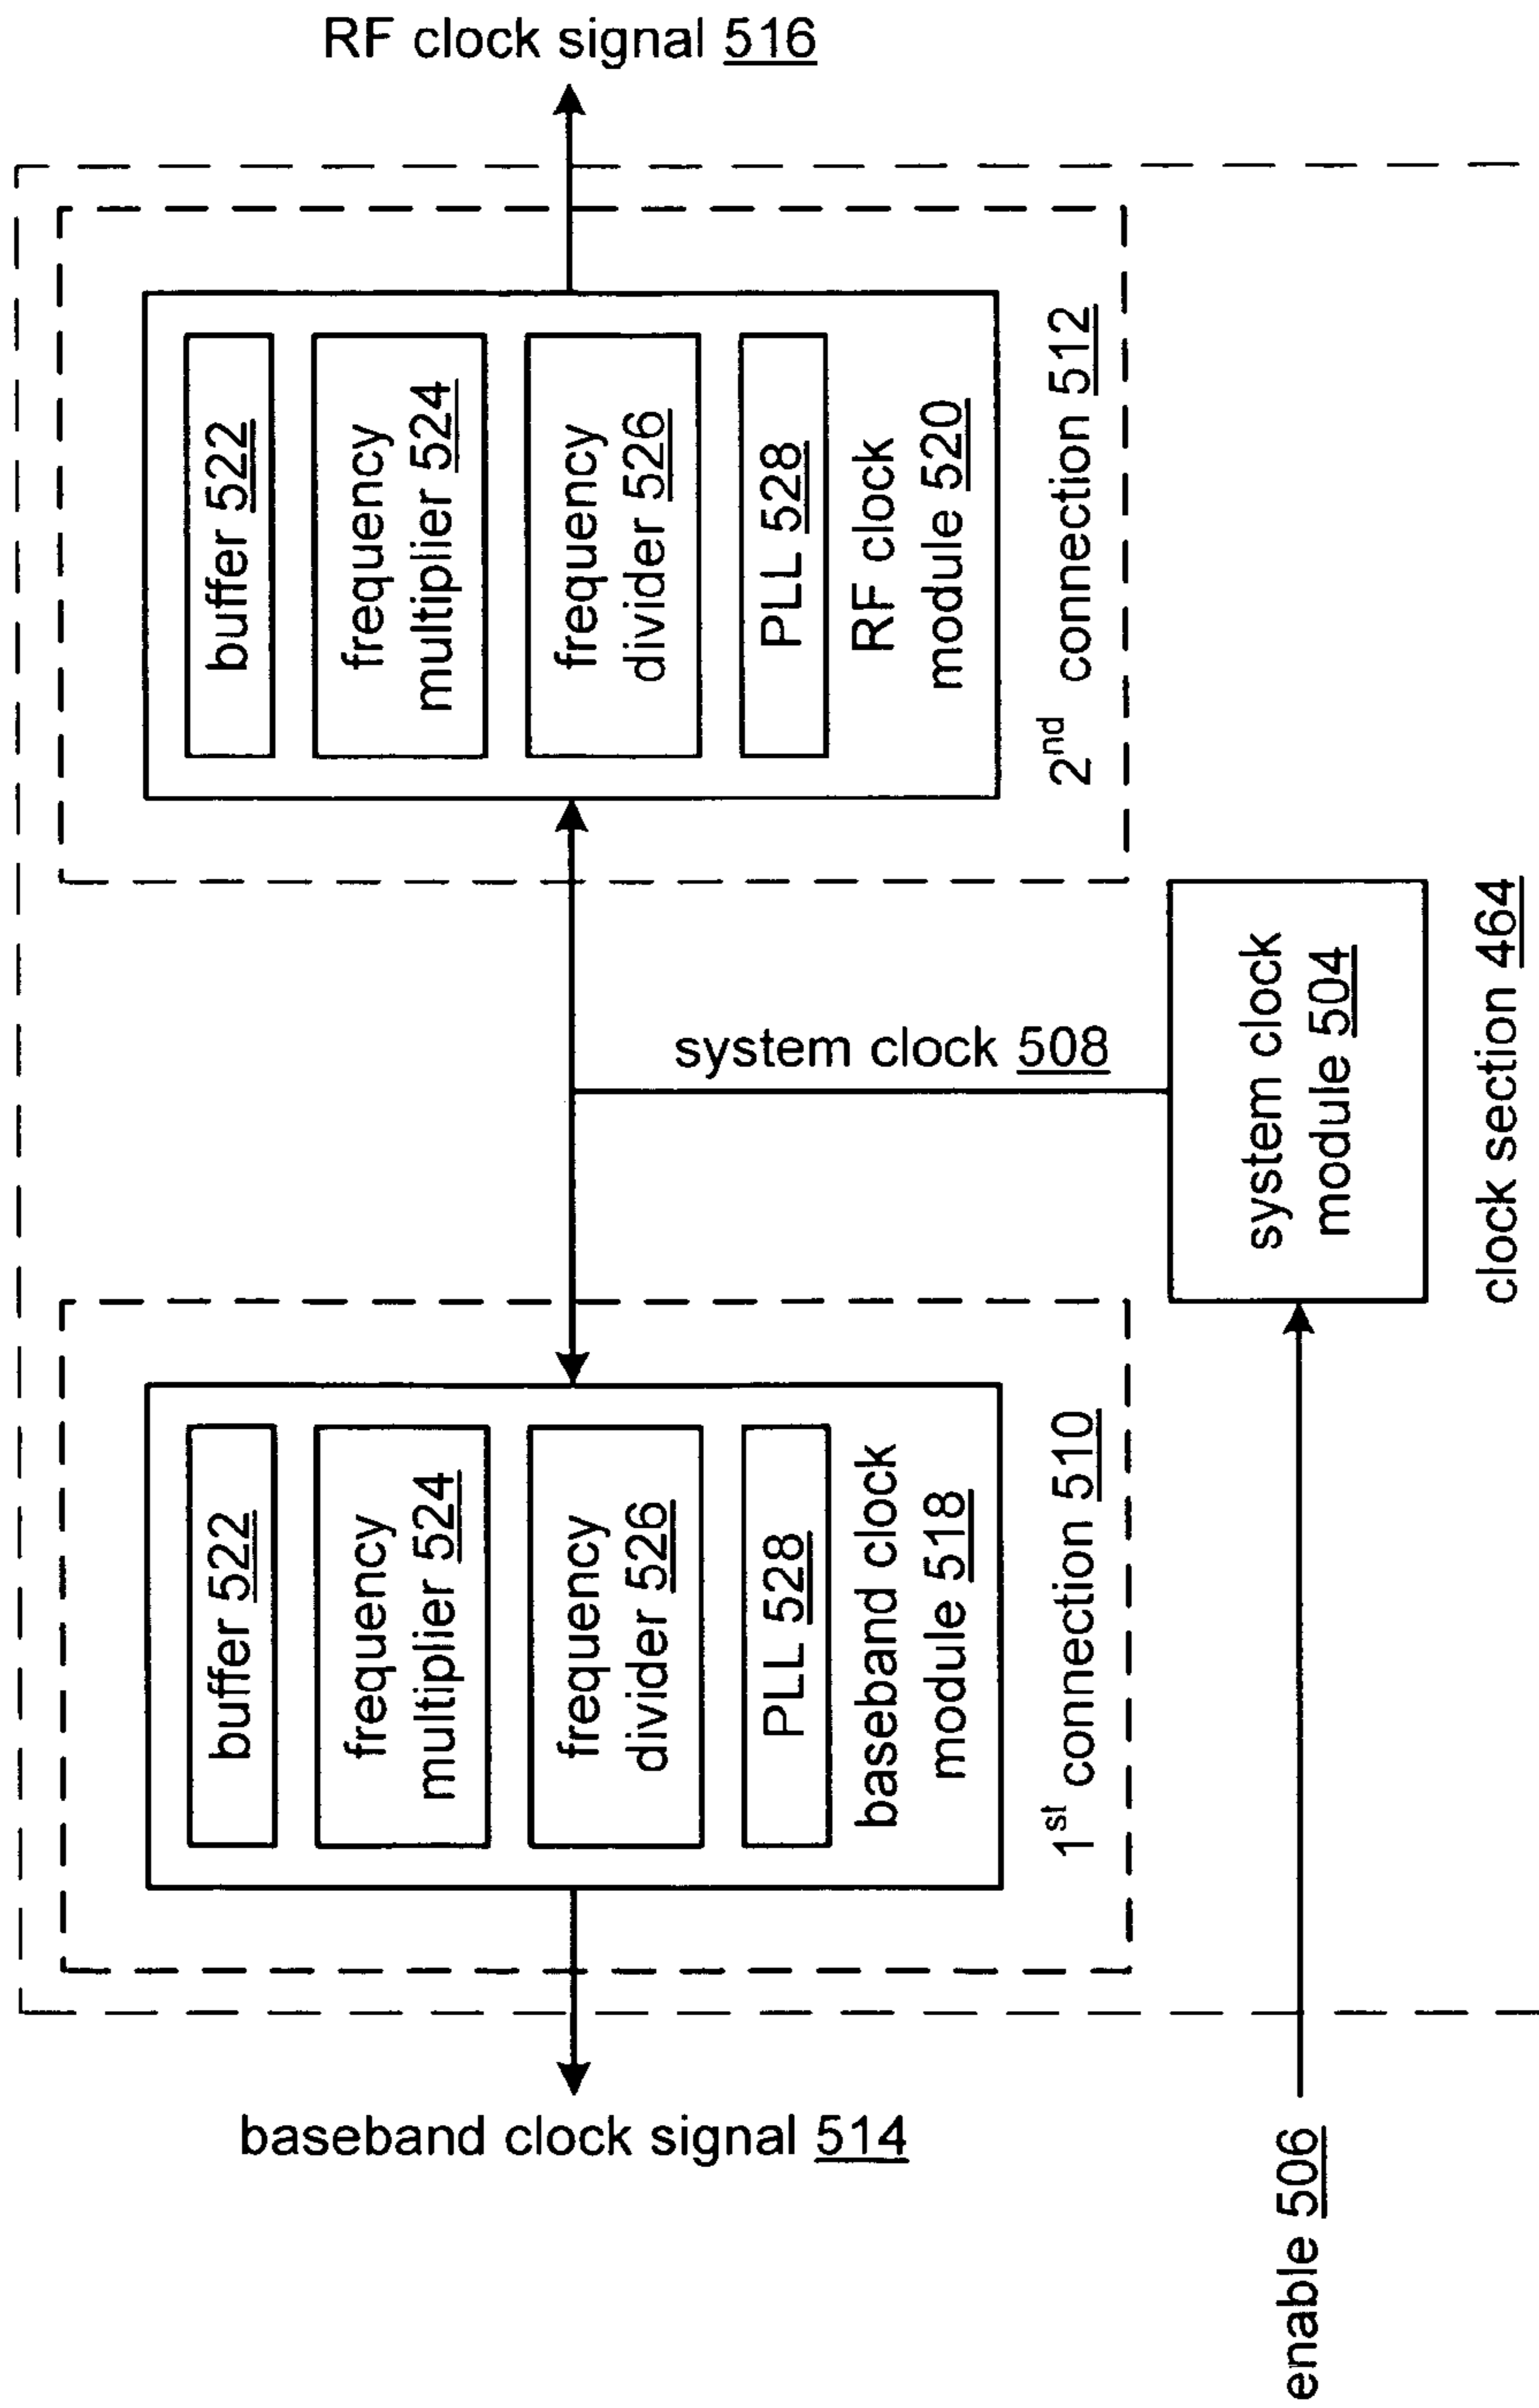 RF clock signal 516
buffer 522
frequency
multiplier 524
frequency
divider 526
PLL 528
RF clock
module 520
2nd connection 512
system clock 508
system clock
module 504
clock section 464
buffer 522
frequency
multiplier 524
frequency
divider 526
PLL 528
baseband clock
module 518
1st connection 510
baseband clock signal 514
enable 506